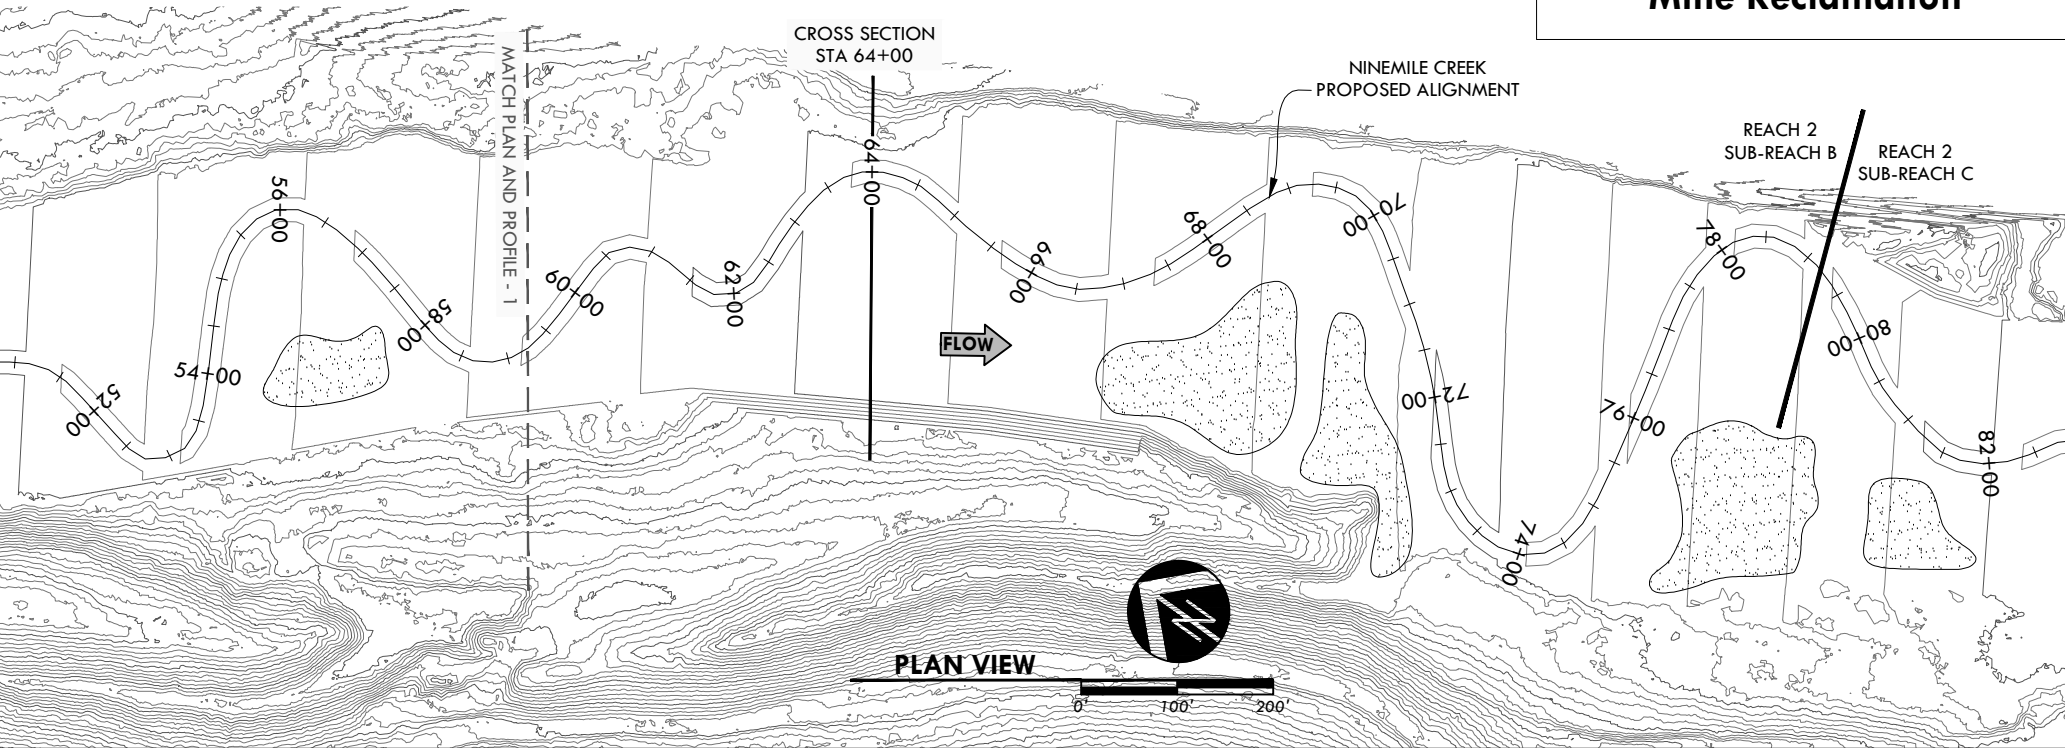 Mine Reclamation
CROSS SECTION
STA 64+00
NINEMILE CREEK
PROPOSED ALIGNMENT
REACH 2
SUB-REACH B
REACH 2
SUB-REACH C
MATCH PLAN AND PROFILE - 1
52+00
54+00
56+00
58+00
60+00
62+00
64+00
66+00
68+00
70+00
72+00
74+00
76+00
78+00
80+00
82+00
FLOW
PLAN VIEW
0' 100' 200'